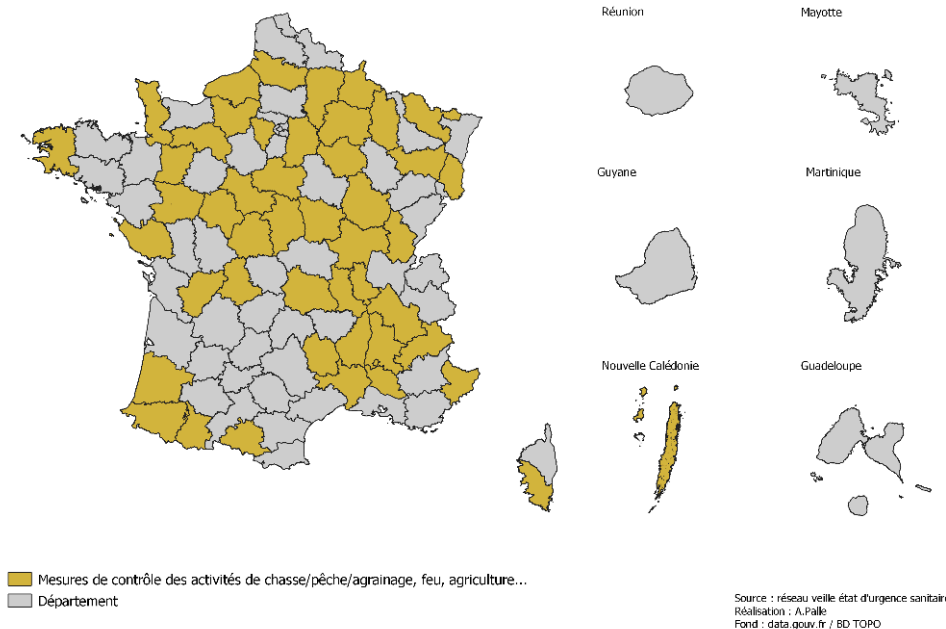 Réunion
Mayotte
Guyane
Martinique
Nouvelle Calédonie
Guadeloupe
Mesures de contrôle des activités de chasse/pêche/agrainage, feu, agriculture...
Département
Source : réseau veille état d'urgence sanitaire
Réalisation : A.Palle
Fond : data.gouv.fr / BD TOPO